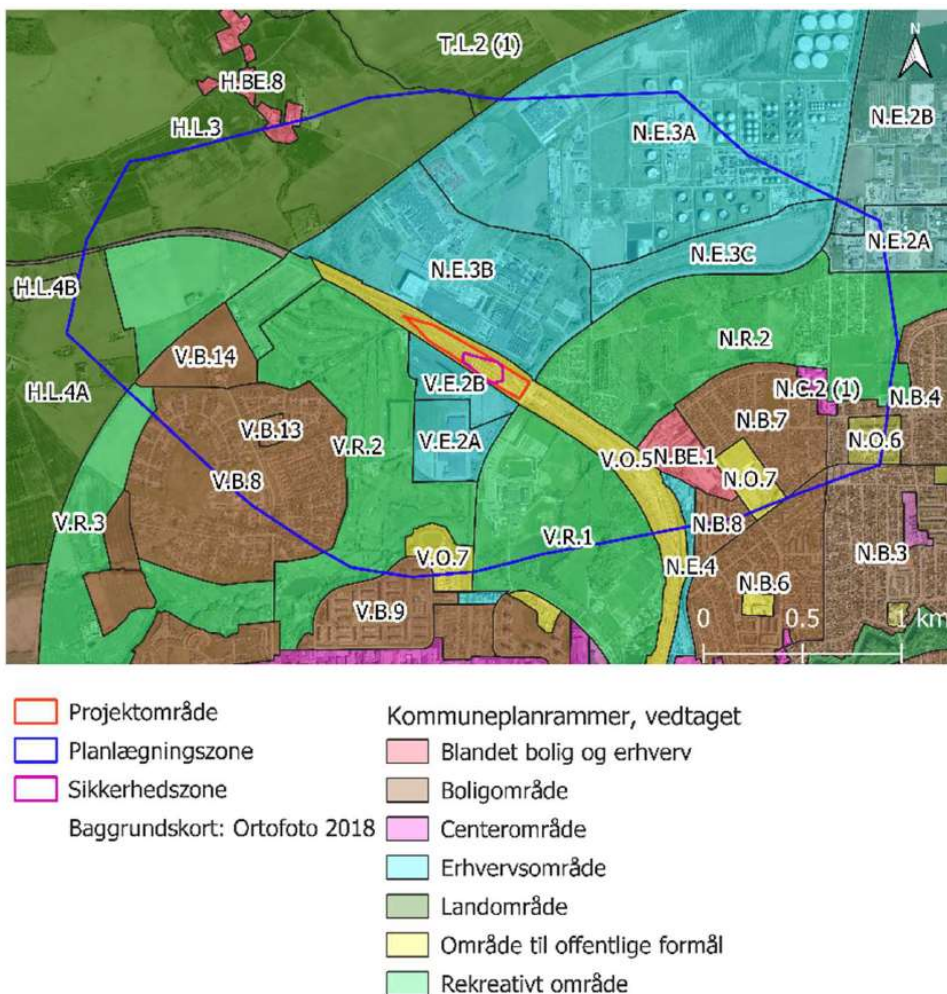 T.L.2 (1)
H.BE.8
N
H.L.3
N.E.3A
N.E.2B
N.E.2A
N.E.3B
N.E.3C
H.L.4B
V.B.14
N.R.2
H.L.4A
V.E.2B
N.C.2 (1)
N.B.4
V.B.13
V.R.2
V.E.2A
N.B.7
N.O.6
V.B.8
V.O.5
N.BE.1
N.O.7
V.R.3
V.R.1
N.B.8
V.O.7
N.E.4
N.B.3
V.B.9
N.B.6
0 0.5 1 km
Projektområde
Planlægningszone
Sikkerhedszone
Baggrundskort: Ortofoto 2018
Kommuneplanrammer, vedtaget
Blandet bolig og erhverv
Boligområde
Centerområde
Erhvervsområde
Landområde
Område til offentlige formål
Rekreativt område